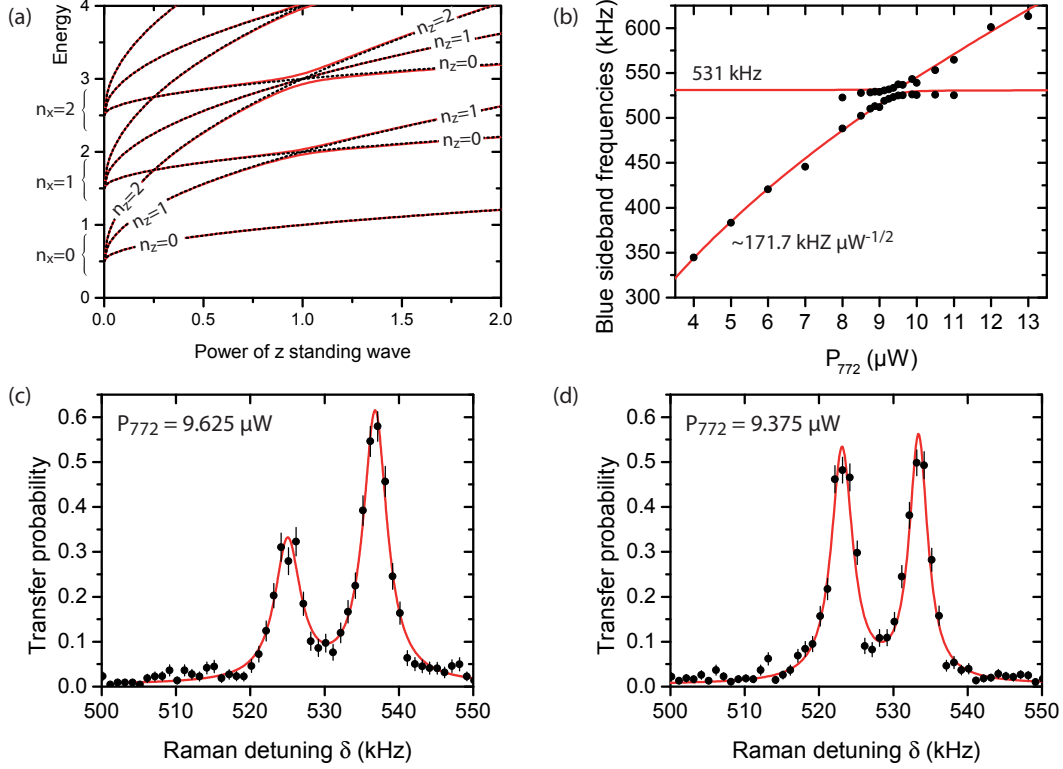 (a)
Energy
4
3
2
1
0
n_x=2
n_x=1
n_x=0
n_z=2
n_z=1
n_z=0
n_z=1
n_z=0
n_z=2
n_z=1
n_z=0
0.0
0.5
1.0
1.5
2.0
Power of z standing wave
(b)
Blue sideband frequencies (kHz)
600
550
500
450
400
350
300
531 kHz
~171.7 kHZ µW^-1/2
4
5
6
7
8
9
10
11
12
13
P_772 (µW)
(c)
P_772 = 9.625 µW
Transfer probability
0.6
0.5
0.4
0.3
0.2
0.1
0.0
500
510
520
530
540
550
Raman detuning δ (kHz)
(d)
P_772 = 9.375 µW
Transfer probability
0.6
0.5
0.4
0.3
0.2
0.1
0.0
500
510
520
530
540
550
Raman detuning δ (kHz)